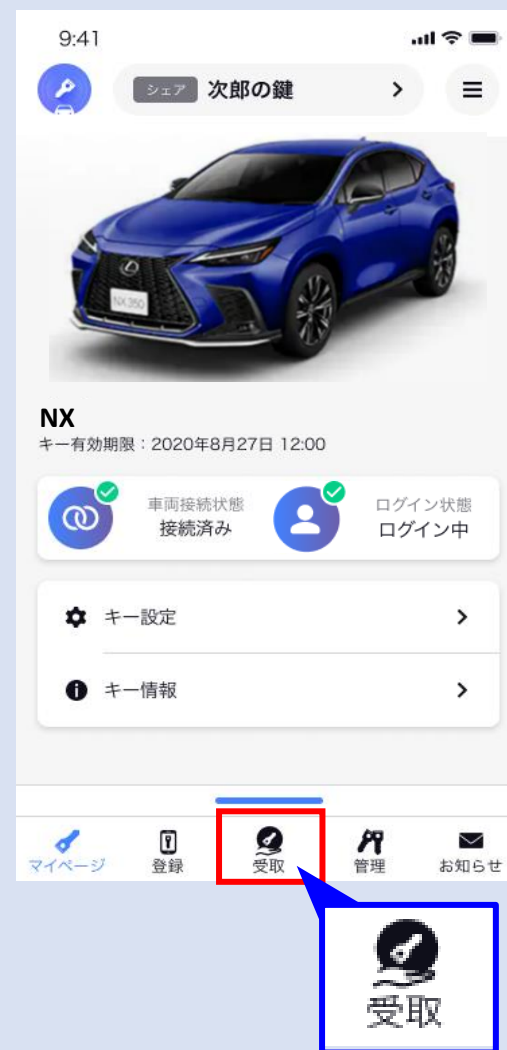 9:41
シェア 次郎の鍵
NX350
NX
キー有効期限：2020年8月27日 12:00
車両接続状態
接続済み
ログイン状態
ログイン中
キー設定
キー情報
マイページ 登録 受取 管理 お知らせ
受取